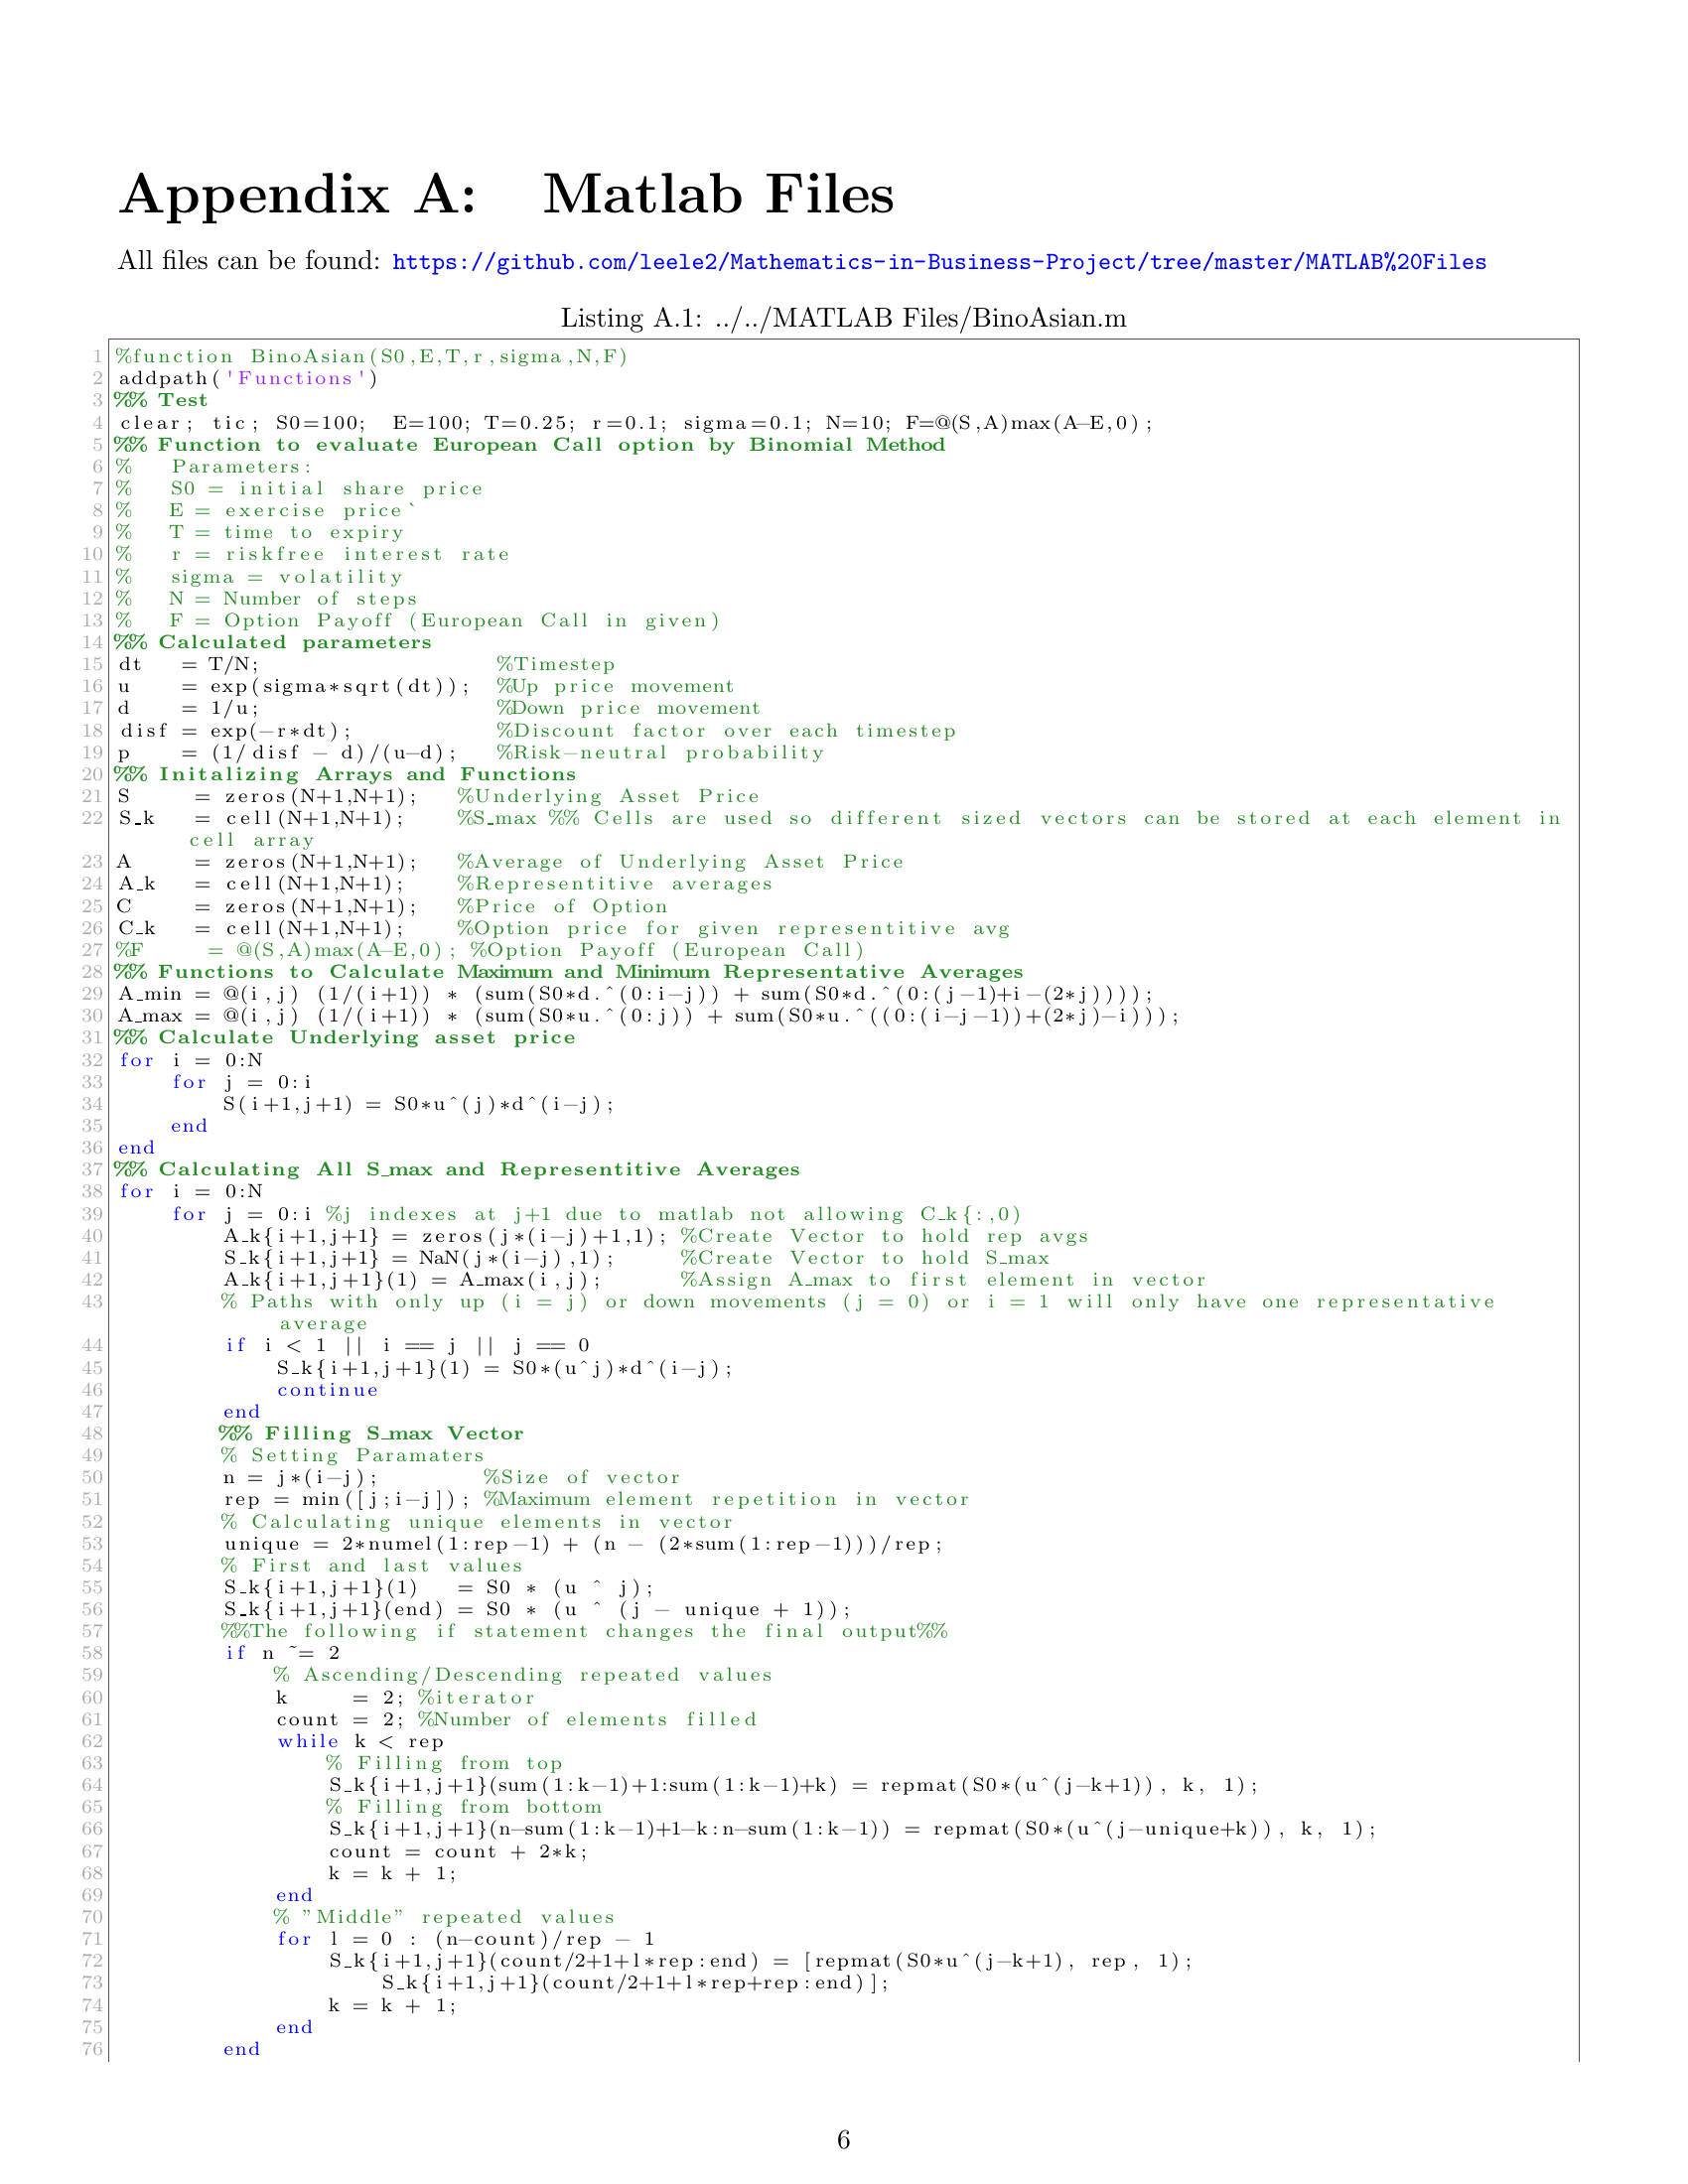 Appendix A:   Matlab Files
All files can be found: https://github.com/leele2/Mathematics-in-Business-Project/tree/master/MATLAB%20Files
Listing A.1: ../../MATLAB Files/BinoAsian.m
1 %function BinoAsian(S0,E,T,r,sigma,N,F)
2 addpath('Functions')
3 %% Test
4 clear; tic; S0=100;  E=100; T=0.25; r=0.1; sigma=0.1; N=10; F=@(S,A)max(A-E,0);
5 %% Function to evaluate European Call option by Binomial Method
6 %   Parameters:
7 %   S0 = initial share price
8 %   E = exercise price`
9 %   T = time to expiry
10 %   r = riskfree interest rate
11 %   sigma = volatility
12 %   N = Number of steps
13 %   F = Option Payoff (European Call in given)
14 %% Calculated parameters
15 dt   = T/N;                  %Timestep
16 u    = exp(sigma*sqrt(dt));  %Up price movement
17 d    = 1/u;                  %Down price movement
18 disf = exp(-r*dt);           %Discount factor over each timestep
19 p    = (1/disf - d)/(u-d);   %Risk-neutral probability
20 %% Initalizing Arrays and Functions
21 S     = zeros(N+1,N+1);   %Underlying Asset Price
22 S_k   = cell(N+1,N+1);    %S_max %% Cells are used so different sized vectors can be stored at each element in
cell array
23 A     = zeros(N+1,N+1);   %Average of Underlying Asset Price
24 A_k   = cell(N+1,N+1);    %Representitive averages
25 C     = zeros(N+1,N+1);   %Price of Option
26 C_k   = cell(N+1,N+1);    %Option price for given representitive avg
27 %F     = @(S,A)max(A-E,0); %Option Payoff (European Call)
28 %% Functions to Calculate Maximum and Minimum Representative Averages
29 A_min = @(i,j) (1/(i+1)) * (sum(S0*d.^(0:i-j)) + sum(S0*d.^(0:(j-1)+i-(2*j))));
30 A_max = @(i,j) (1/(i+1)) * (sum(S0*u.^(0:j)) + sum(S0*u.^((0:(i-j-1))+(2*j)-i)));
31 %% Calculate Underlying asset price
32 for i = 0:N
33     for j = 0:i
34         S(i+1,j+1) = S0*u^(j)*d^(i-j);
35     end
36 end
37 %% Calculating All S_max and Representitive Averages
38 for i = 0:N
39     for j = 0:i %j indexes at j+1 due to matlab not allowing C_k{:,0)
40         A_k{i+1,j+1} = zeros(j*(i-j)+1,1); %Create Vector to hold rep avgs
41         S_k{i+1,j+1} = NaN(j*(i-j),1);     %Create Vector to hold S_max
42         A_k{i+1,j+1}(1) = A_max(i,j);      %Assign A_max to first element in vector
43         % Paths with only up (i = j) or down movements (j = 0) or i = 1 will only have one representative
average
44         if i < 1 || i == j || j == 0
45             S_k{i+1,j+1}(1) = S0*(u^j)*d^(i-j);
46             continue
47         end
48         %% Filling S_max Vector
49         % Setting Paramaters
50         n = j*(i-j);        %Size of vector
51         rep = min([j;i-j]); %Maximum element repetition in vector
52         % Calculating unique elements in vector
53         unique = 2*numel(1:rep-1) + (n - (2*sum(1:rep-1)))/rep;
54         % First and last values
55         S_k{i+1,j+1}(1)   = S0 * (u ^ j);
56         S_k{i+1,j+1}(end) = S0 * (u ^ (j - unique + 1));
57         %%The following if statement changes the final output%%
58         if n ~= 2
59             % Ascending/Descending repeated values
60             k     = 2; %iterator
61             count = 2; %Number of elements filled
62             while k < rep
63                 % Filling from top
64                 S_k{i+1,j+1}(sum(1:k-1)+1:sum(1:k-1)+k) = repmat(S0*(u^(j-k+1)), k, 1);
65                 % Filling from bottom
66                 S_k{i+1,j+1}(n-sum(1:k-1)+1-k:n-sum(1:k-1)) = repmat(S0*(u^(j-unique+k)), k, 1);
67                 count = count + 2*k;
68                 k = k + 1;
69             end
70             % "Middle" repeated values
71             for l = 0 : (n-count)/rep - 1
72                 S_k{i+1,j+1}(count/2+1+l*rep:end) = [repmat(S0*u^(j-k+1), rep, 1);
73                     S_k{i+1,j+1}(count/2+1+l*rep+rep:end)];
74                 k = k + 1;
75             end
76         end
6